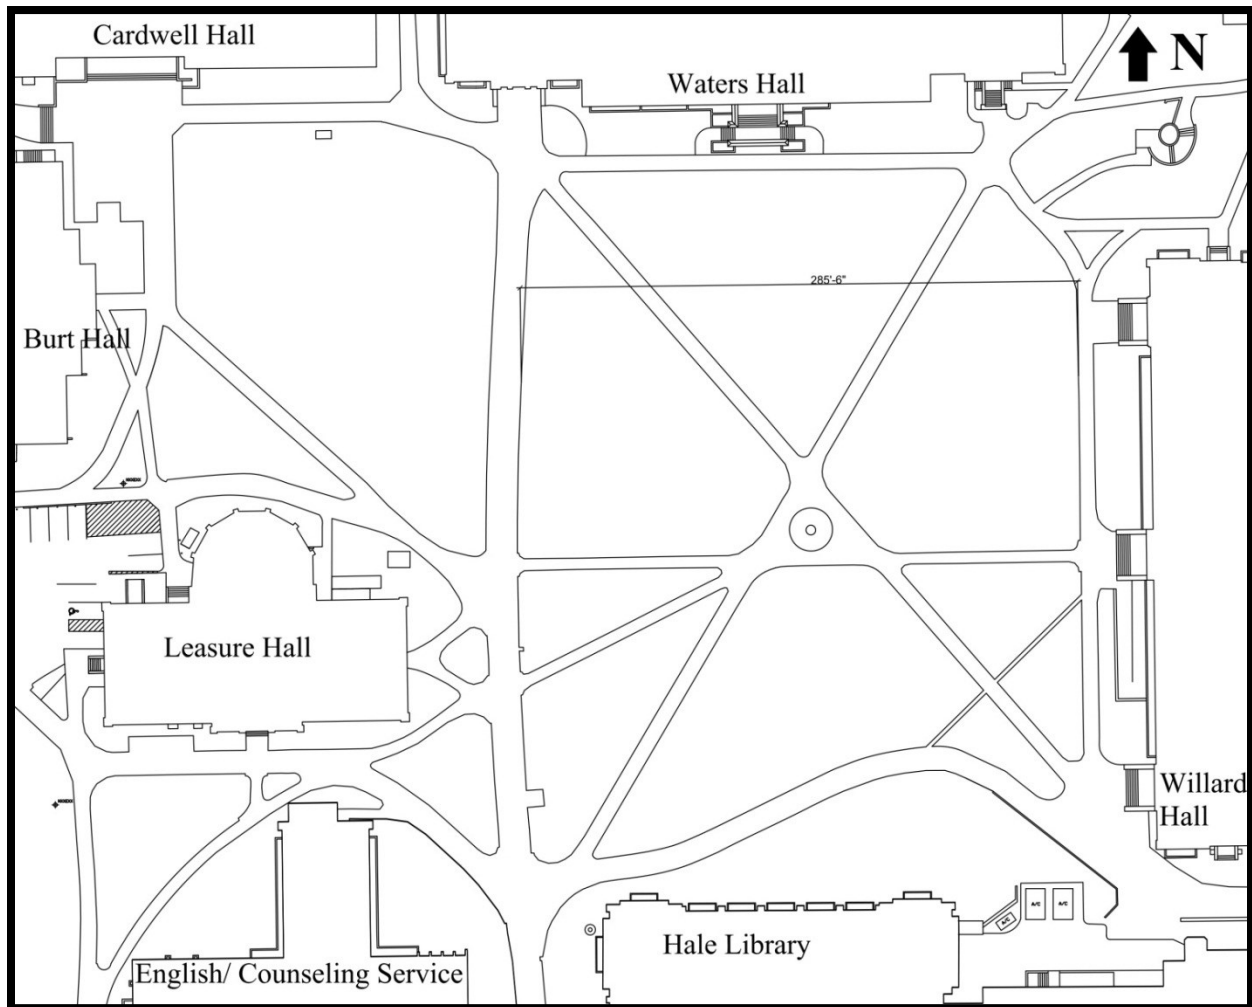 Cardwell Hall
Waters Hall
N
285'-6"
Burt Hall
Leasure Hall
Willard
Hall
A/C
A/C
A/C
Hale Library
English/ Counseling Service